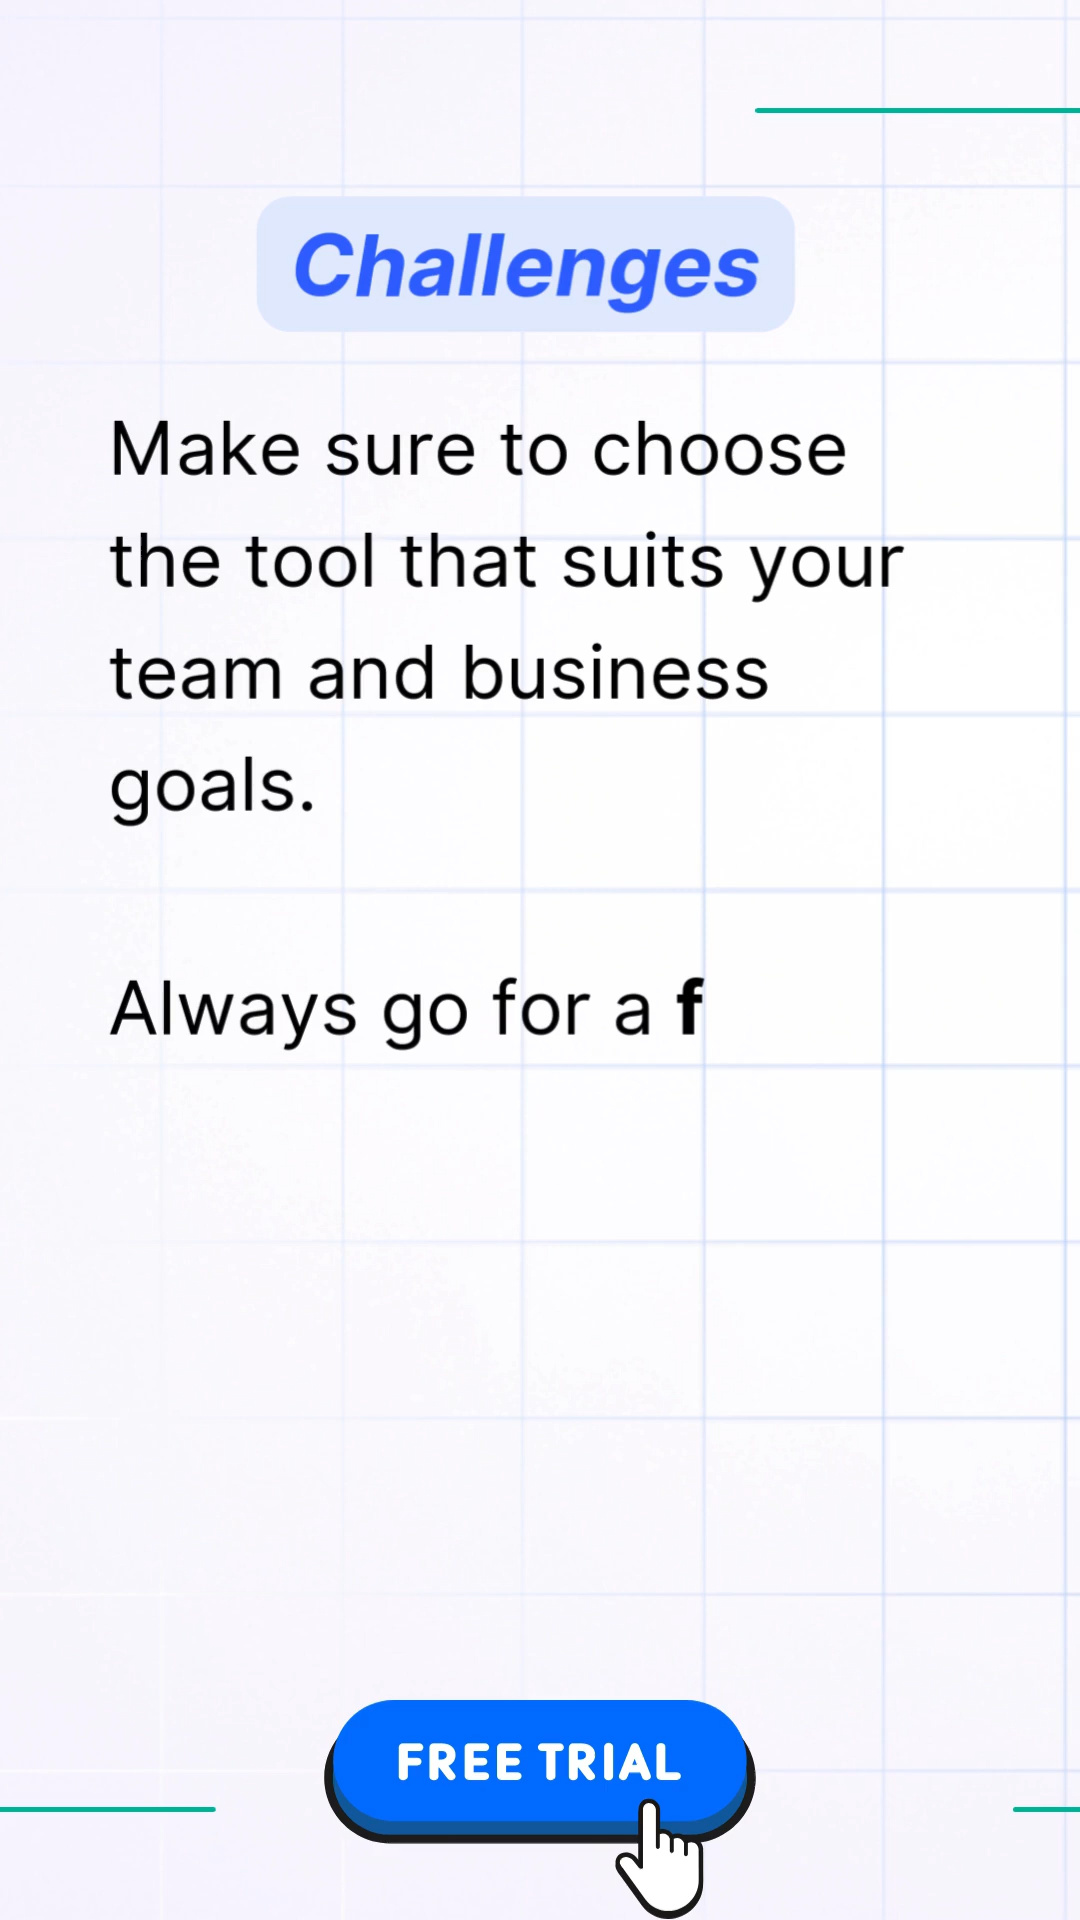 Challenges
Make sure to choose
the tool that suits your
team and business
goals.
Always go for a f
FREE TRIAL